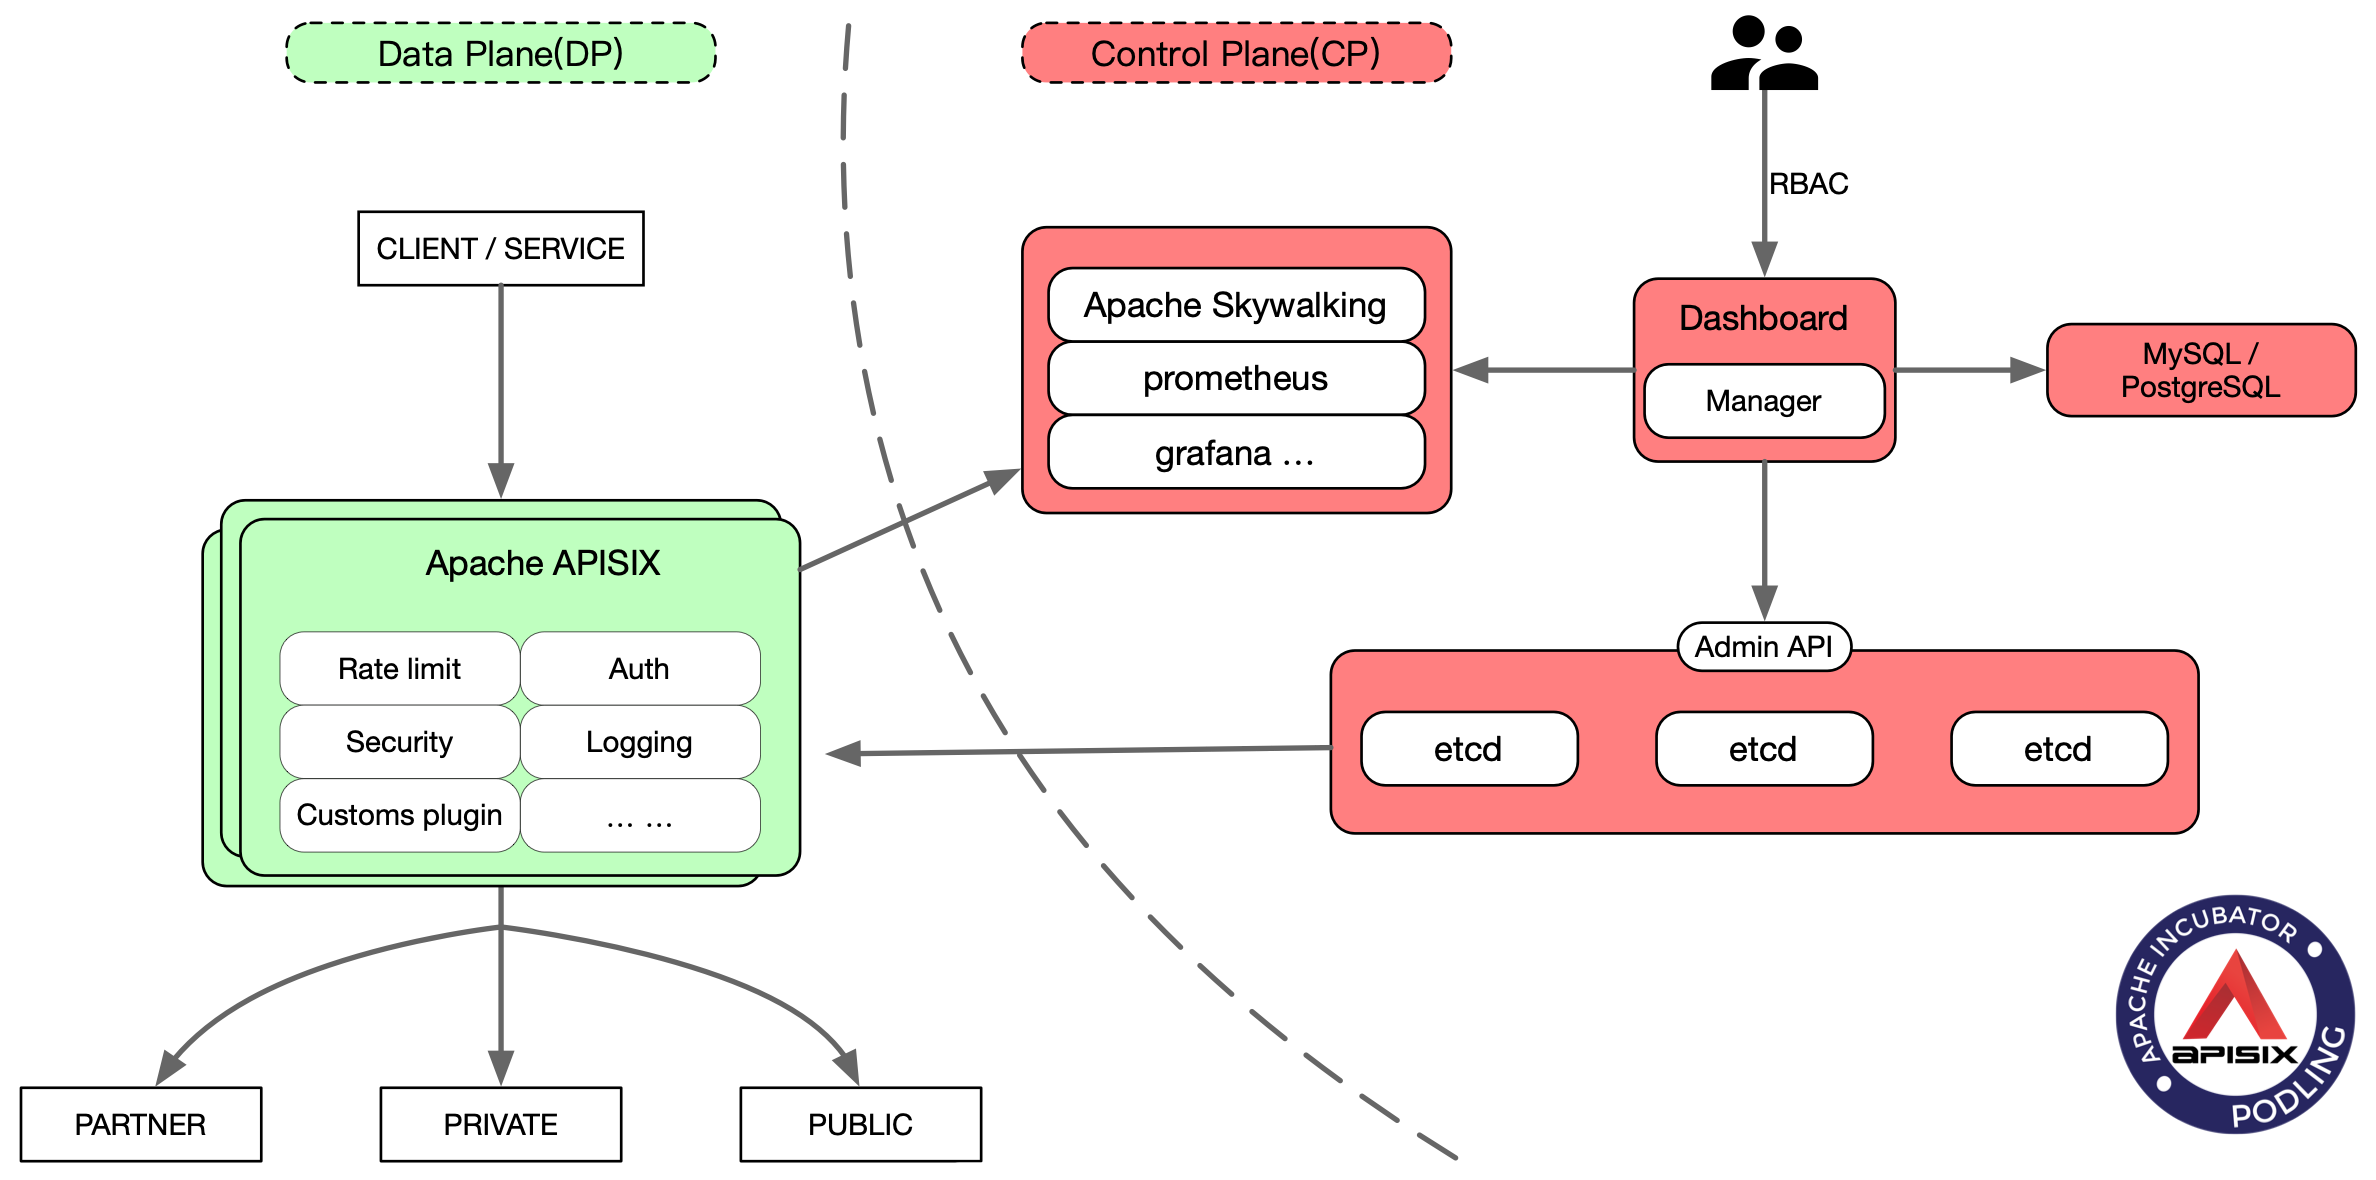 Data Plane(DP)
Control Plane(CP)
RBAC
CLIENT / SERVICE
Apache Skywalking
prometheus
grafana ...
Dashboard
Manager
MySQL /
PostgreSQL
Apache APISIX
Rate limit
Auth
Security
Logging
Customs plugin
... ...
Admin API
etcd
etcd
etcd
PARTNER
PRIVATE
PUBLIC
APACHE INCUBATOR
APISIX
PODLING